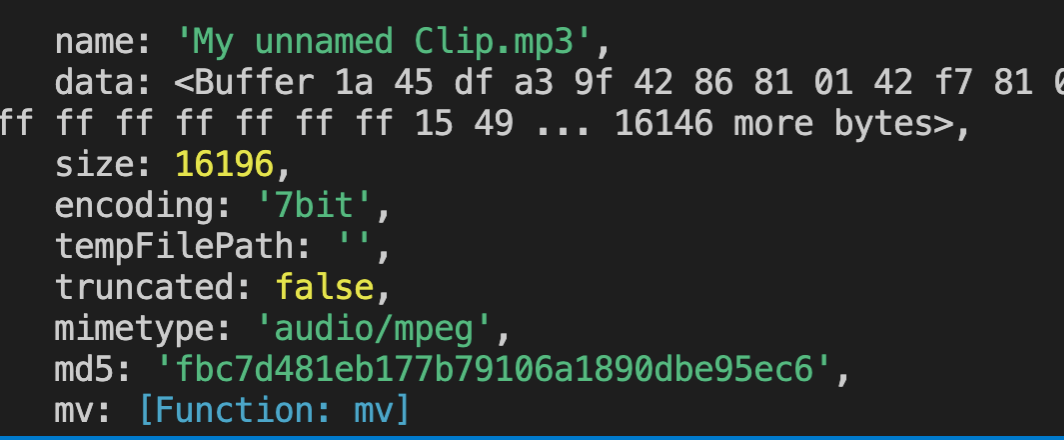 name: 'My unnamed Clip.mp3',
data: <Buffer 1a 45 df a3 9f 42 86 81 01 42 f7 81
ff ff ff ff ff ff ff 15 49 ... 16146 more bytes>,
size: 16196,
encoding: '7bit',
tempFilePath: '',
truncated: false,
mimetype: 'audio/mpeg',
md5: 'fbc7d481eb177b79106a1890dbe95ec6',
mv: [Function: mv]